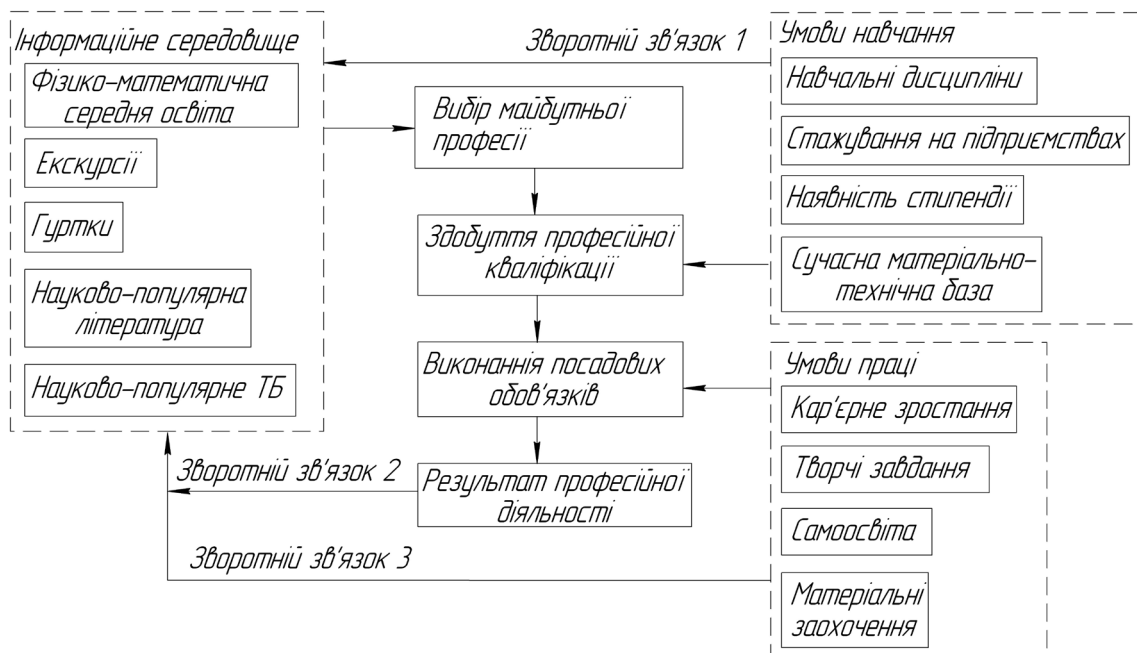 Інформаційне середовище
Фізико-математична
середня освіта
Екскурсії
Гуртки
Науково-популярна
література
Науково-популярне ТБ
Зворотній зв'язок 1
Вибір майбутньої
професії
Здобуття професійної
кваліфікації
Виконаннія посадових
обов'язків
Результат професійної
діяльності
Зворотній зв'язок 2
Зворотній зв'язок 3
Умови навчання
Навчальні дисципліни
Стажування на підприємствах
Наявність стипендії
Сучасна матеріально-
технічна база
Умови праці
Кар'єрне зростання
Творчі завдання
Самоосвіта
Матеріальні
заохочення